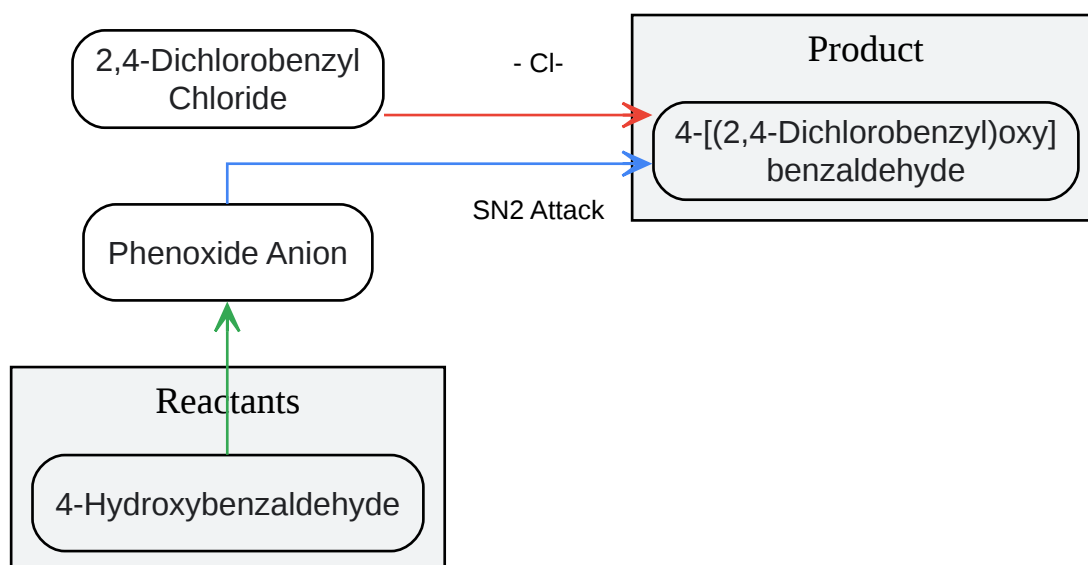 2,4-Dichlorobenzyl
Chloride
- Cl-
Product
4-[(2,4-Dichlorobenzyl)oxy]
benzaldehyde
SN2 Attack
Phenoxide Anion
Reactants
4-Hydroxybenzaldehyde